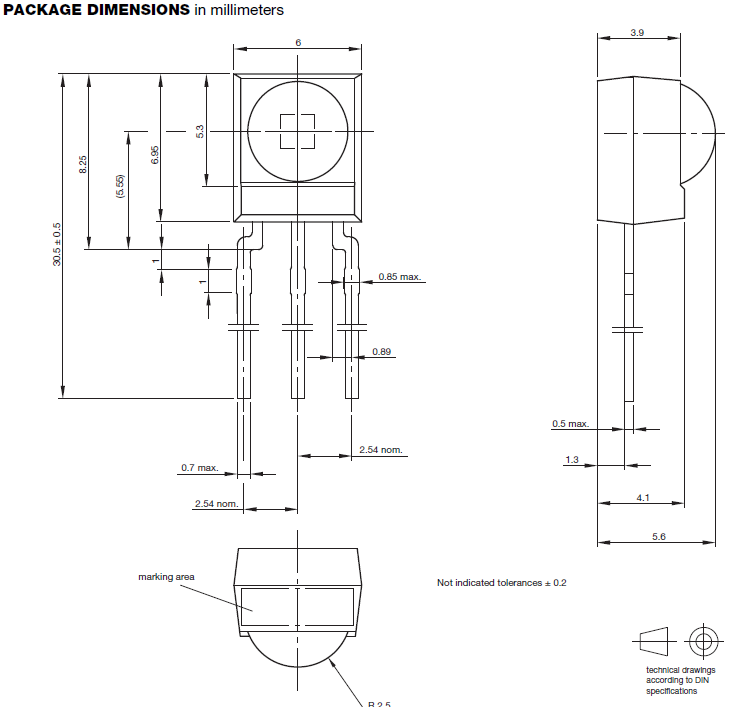 PACKAGE DIMENSIONS in millimeters
6
3.9
5.3
6.95
8.25
(5.55)
30.5 ± 0.5
1
1
0.85 max.
0.89
0.5 max.
2.54 nom.
1.3
0.7 max.
4.1
2.54 nom.
5.6
marking area
Not indicated tolerances ± 0.2
technical drawings
according to DIN
specifications
R 2.5